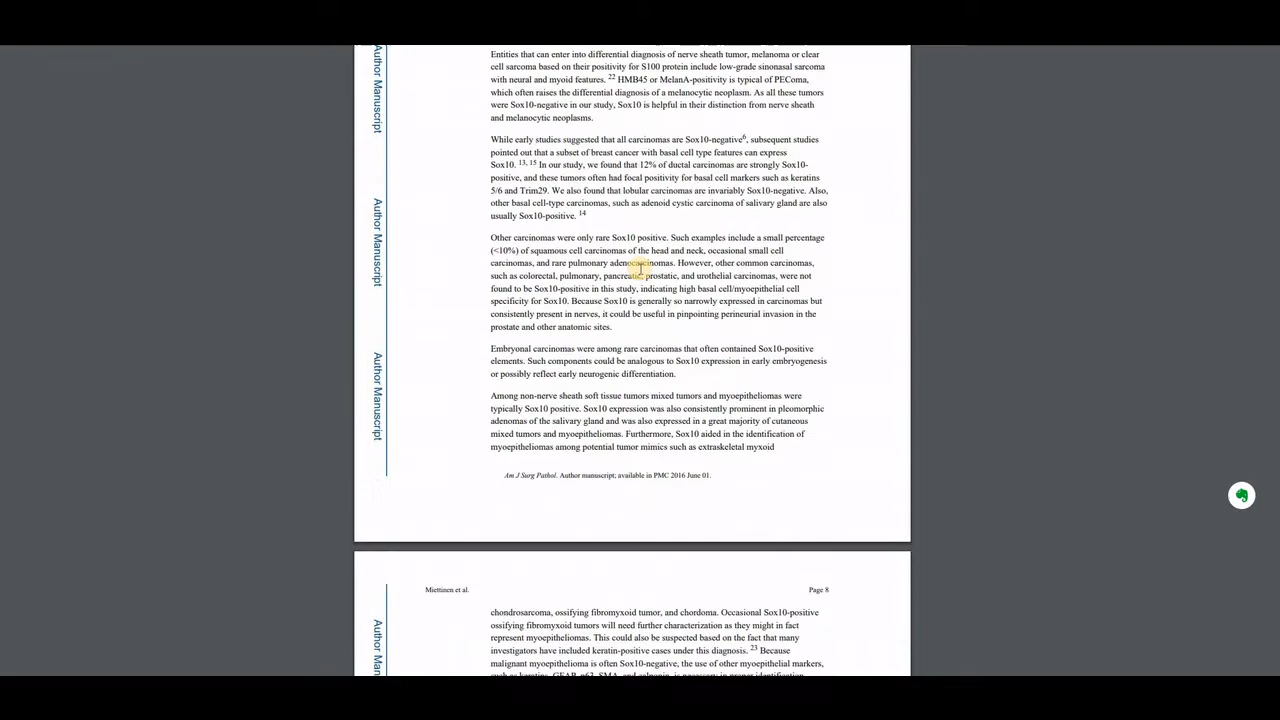 Author Manuscript
Author Manuscript
Author Manuscript
Entities that can enter into differential diagnosis of nerve sheath tumor, melanoma or clear
cell sarcoma based on their positivity for S100 protein include low-grade sinonasal sarcoma
with neural and myoid features. 22 HMB45 or MelanA-positivity is typical of PEComa,
which often raises the differential diagnosis of a melanocytic neoplasm. As all these tumors
were Sox10-negative in our study, Sox10 is helpful in their distinction from nerve sheath
and melanocytic neoplasms.
While early studies suggested that all carcinomas are Sox10-negative6, subsequent studies
pointed out that a subset of breast cancer with basal cell type features can express
Sox10. 13, 15 In our study, we found that 12% of ductal carcinomas are strongly Sox10-
positive, and these tumors often had focal positivity for basal cell markers such as keratins
5/6 and Trim29. We also found that lobular carcinomas are invariably Sox10-negative. Also,
other basal cell-type carcinomas, such as adenoid cystic carcinoma of salivary gland are also
usually Sox10-positive. 14
Other carcinomas were only rare Sox10 positive. Such examples include a small percentage
(<10%) of squamous cell carcinomas of the head and neck, occasional small cell
carcinomas, and rare pulmonary adenocarcinomas. However, other common carcinomas,
such as colorectal, pulmonary, pancreatic, prostatic, and urothelial carcinomas, were not
found to be Sox10-positive in this study, indicating high basal cell/myoepithelial cell
specificity for Sox10. Because Sox10 is generally so narrowly expressed in carcinomas but
consistently present in nerves, it could be useful in pinpointing perineurial invasion in the
prostate and other anatomic sites.
Embryonal carcinomas were among rare carcinomas that often contained Sox10-positive
elements. Such components could be analogous to Sox10 expression in early embryogenesis
or possibly reflect early neurogenic differentiation.
Among non-nerve sheath soft tissue tumors mixed tumors and myoepitheliomas were
typically Sox10 positive. Sox10 expression was also consistently prominent in pleomorphic
adenomas of the salivary gland and was also expressed in a great majority of cutaneous
mixed tumors and myoepitheliomas. Furthermore, Sox10 aided in the identification of
myoepitheliomas among potential tumor mimics such as extraskeletal myxoid
Am J Surg Pathol. Author manuscript; available in PMC 2016 June 01.
Miettinen et al.
Page 8
Author Man
chondrosarcoma, ossifying fibromyxoid tumor, and chordoma. Occasional Sox10-positive
ossifying fibromyxoid tumors will need further characterization as they might in fact
represent myoepitheliomas. This could also be suspected based on the fact that many
investigators have included keratin-positive cases under this diagnosis. 23 Because
malignant myoepithelioma is often Sox10-negative, the use of other myoepithelial markers,
such as keratins, GFAP, p63, SMA, and calponin, is necessary in proper identification